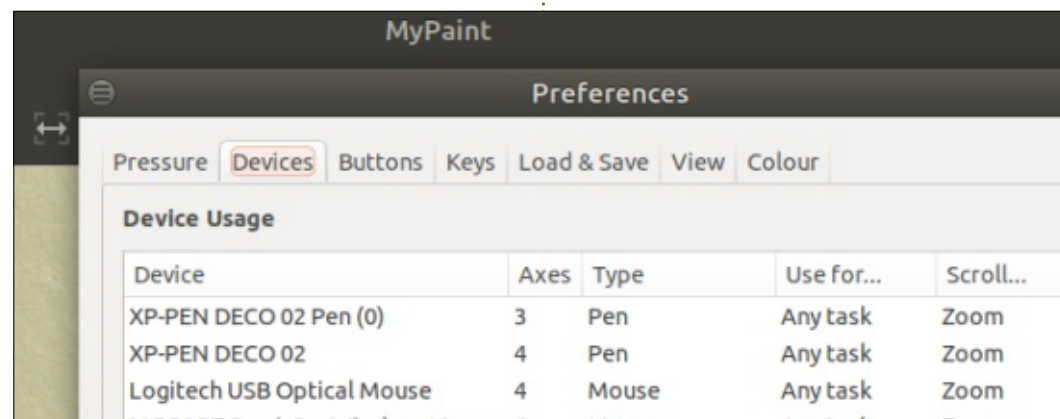 MyPaint
Preferences
Pressure Devices Buttons Keys Load & Save View Colour
Device Usage
Device Axes Type Use for... Scroll...
XP-PEN DECO 02 Pen (0) 3 Pen Any task Zoom
XP-PEN DECO 02 4 Pen Any task Zoom
Logitech USB Optical Mouse 4 Mouse Any task Zoom